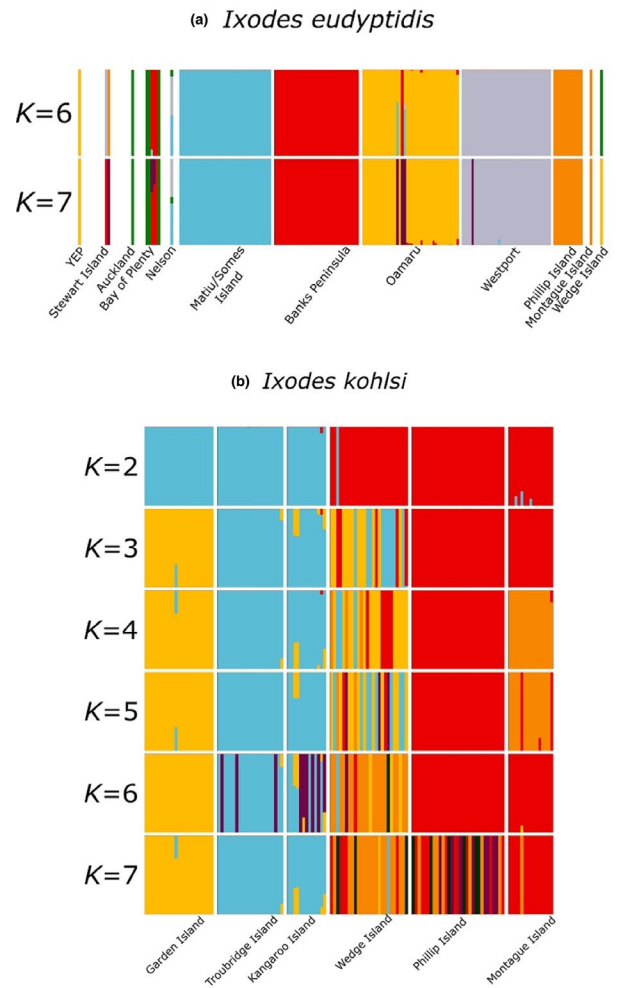 (a) Ixodes eudyptidis
K=6
K=7
YEP
Stewart Island
Auckland
Bay of Plenty
Nelson
Matiu/Somes
Island
Banks Peninsula
Oamaru
Westport
Phillip Island
Montague Island
Wedge Island
(b) Ixodes kohlsi
K=2
K=3
K=4
K=5
K=6
K=7
Garden Island
Troubridge Island
Kangaroo Island
Wedge Island
Phillip Island
Montague Island